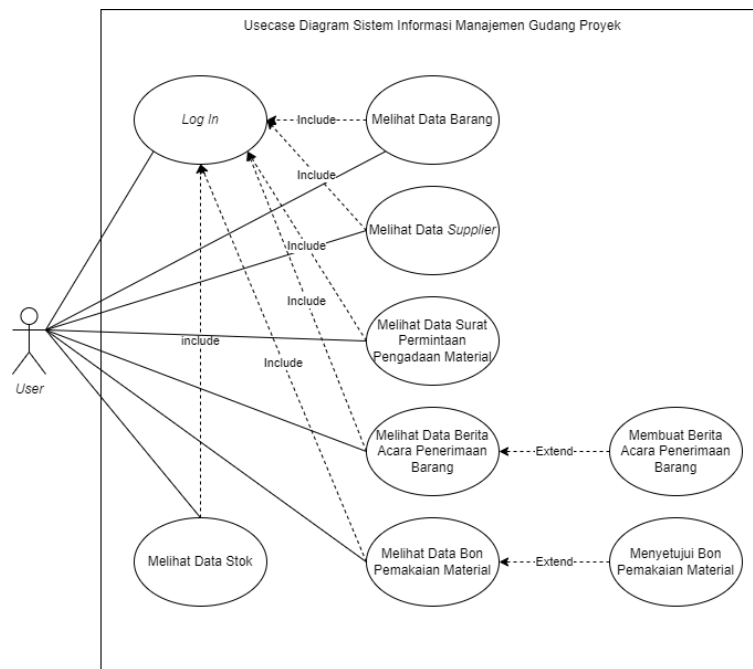 Usecase Diagram Sistem Informasi Manajemen Gudang Proyek
Log In
Include
Melihat Data Barang
Include
Melihat Data Supplier
Include
Include
Melihat Data Surat
Permintaan
Pengadaan Material
include
Include
User
Melihat Data Berita
Acara Penerimaan
Barang
Extend
Membuat Berita
Acara Penerimaan
Barang
Melihat Data Stok
Melihat Data Bon
Pemakaian Material
Extend
Menyetujui Bon
Pemakaian Material